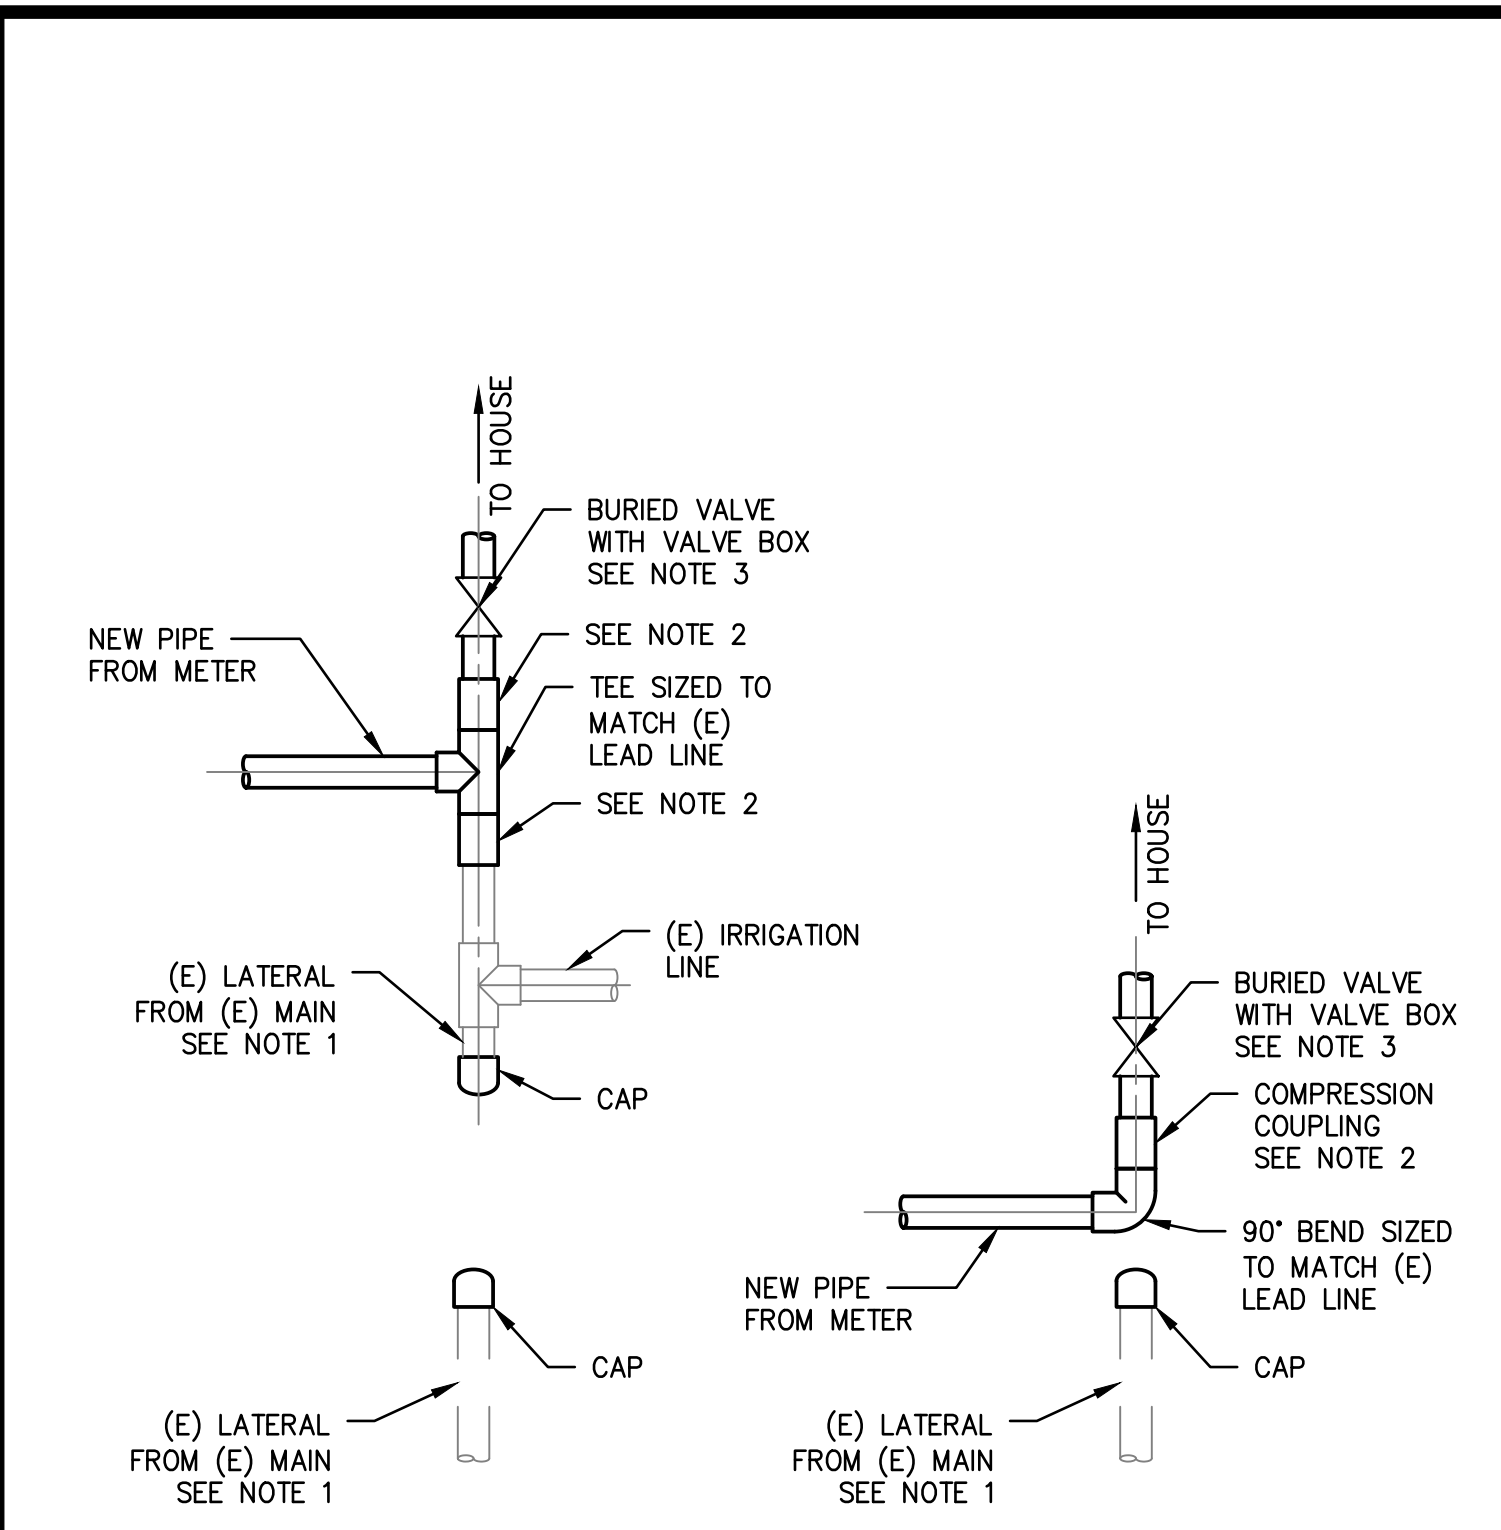 TO HOUSE
BURIED VALVE
WITH VALVE BOX
SEE NOTE 3
NEW PIPE
FROM METER
SEE NOTE 2
TEE SIZED TO
MATCH (E)
LEAD LINE
SEE NOTE 2
(E) IRRIGATION
LINE
(E) LATERAL
FROM (E) MAIN
SEE NOTE 1
CAP
CAP
(E) LATERAL
FROM (E) MAIN
SEE NOTE 1
TO HOUSE
BURIED VALVE
WITH VALVE BOX
SEE NOTE 3
COMPRESSION
COUPLING
SEE NOTE 2
90° BEND SIZED
TO MATCH (E)
LEAD LINE
NEW PIPE
FROM METER
CAP
(E) LATERAL
FROM (E) MAIN
SEE NOTE 1